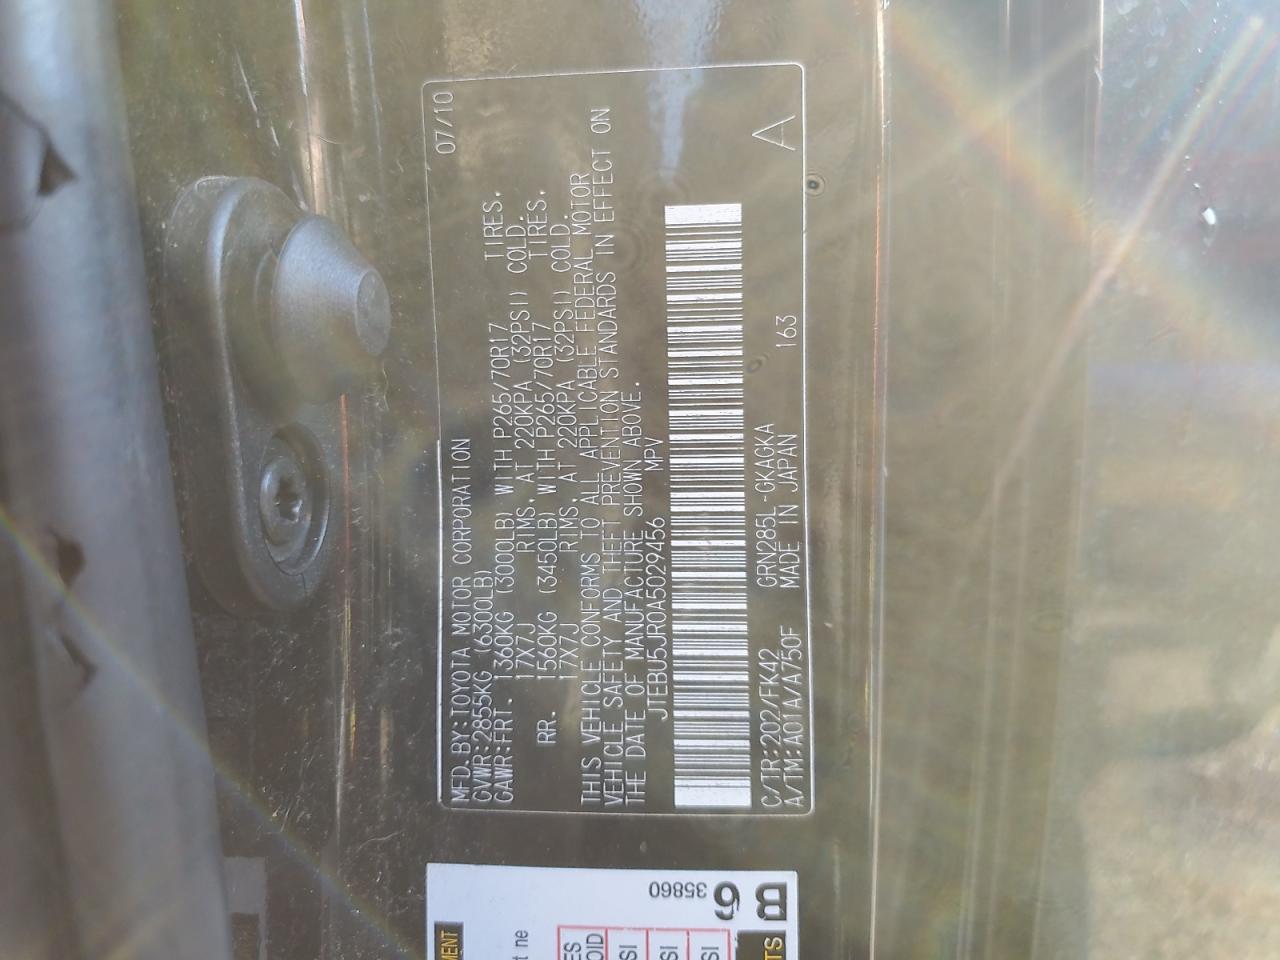 07/10
MFD.BY:TOYOTA MOTOR CORPORATION
GVWR:2855KG (6300LB)
GAWR:FRT. 1360KG (3000LB) WITH P265/70R17 TIRES.
17X7J RIMS, AT 220KPA (32PSI) COLD.
RR. 1560KG (3450LB) WITH P265/70R17 TIRES.
17X7J RIMS, AT 220KPA (32PSI) COLD.
THIS VEHICLE CONFORMS TO ALL APPLICABLE FEDERAL MOTOR
VEHICLE SAFETY AND THEFT PREVENTION STANDARDS IN EFFECT ON
THE DATE OF MANUFACTURE SHOWN ABOVE.
JTEBU5JR0A5029456 MPV
C/TR:202/FK42 GRN285L-GKAGKA 163
A/TM:A01A/A750F MADE IN JAPAN A
35860
MENT
TS